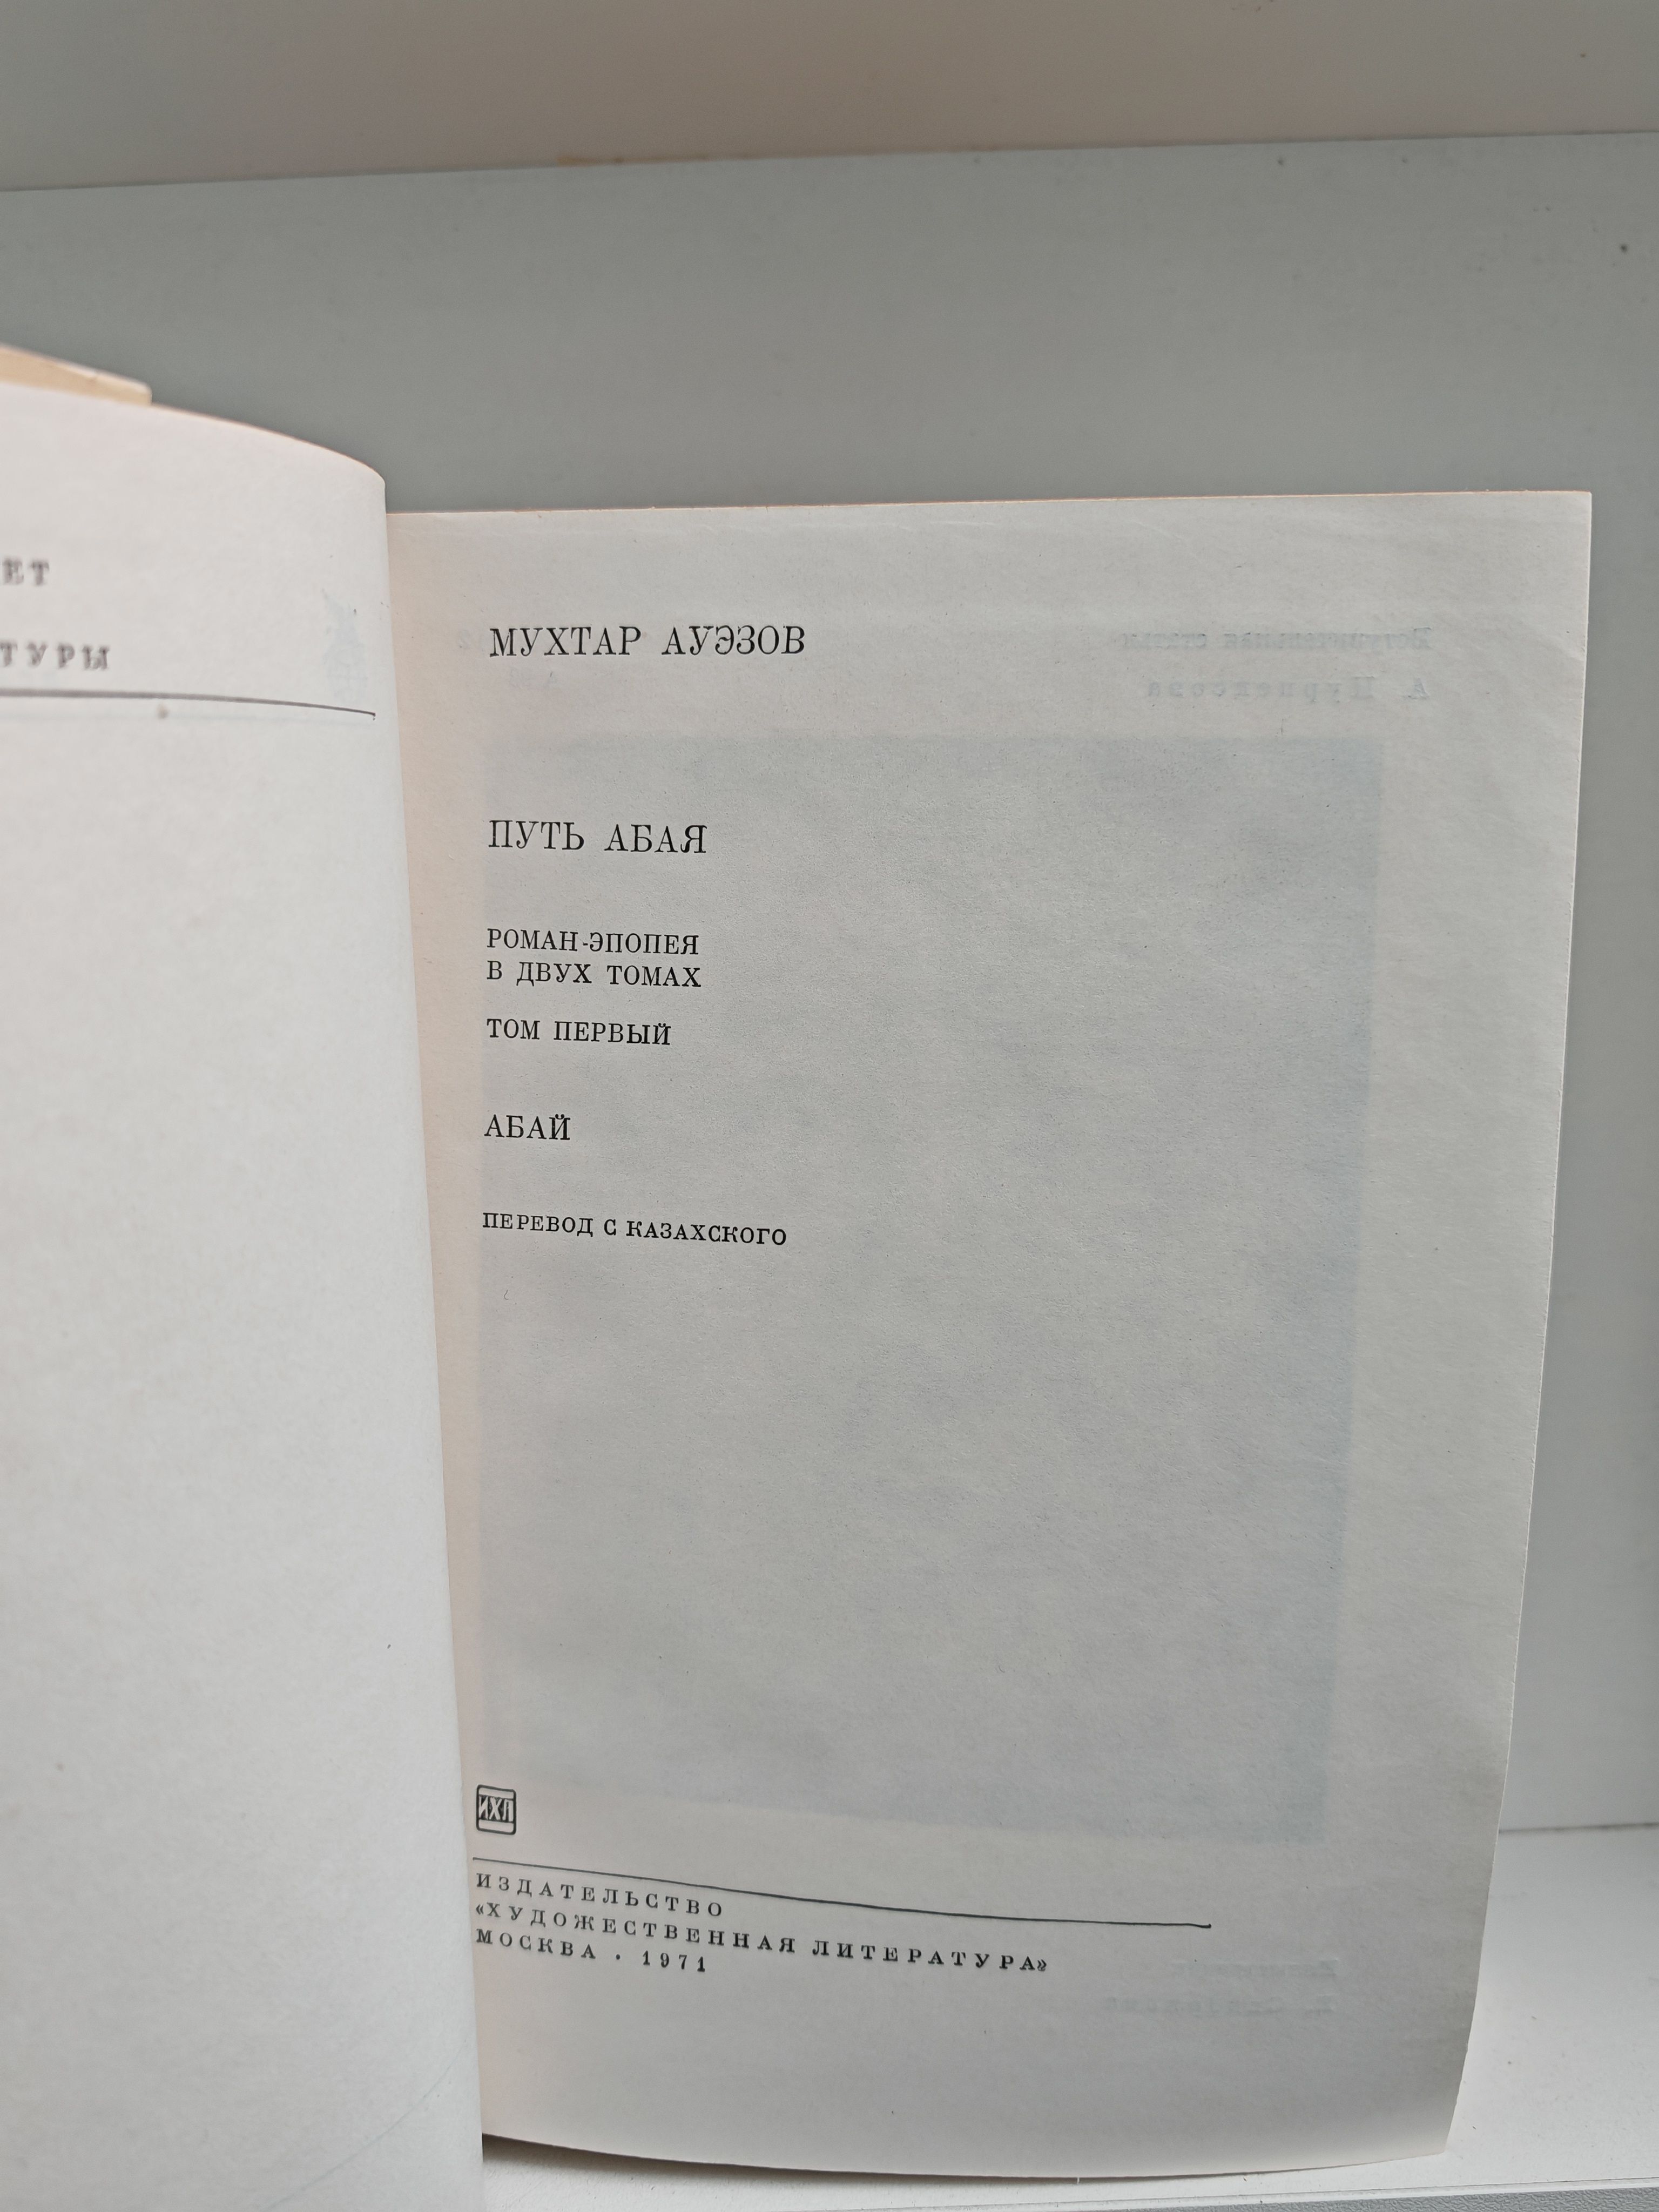 ЕТ
ТУРЫ
МУХТАР АУЭЗОВ
ПУТЬ АБАЯ
РОМАН-ЭПОПЕЯ
В ДВУХ ТОМАХ
ТОМ ПЕРВЫЙ
АБАЙ
ПЕРЕВОД С КАЗАХСКОГО
ИХЛ
ИЗДАТЕЛЬСТВО
«ХУДОЖЕСТВЕННАЯ ЛИТЕРАТУРА»
МОСКВА · 1971